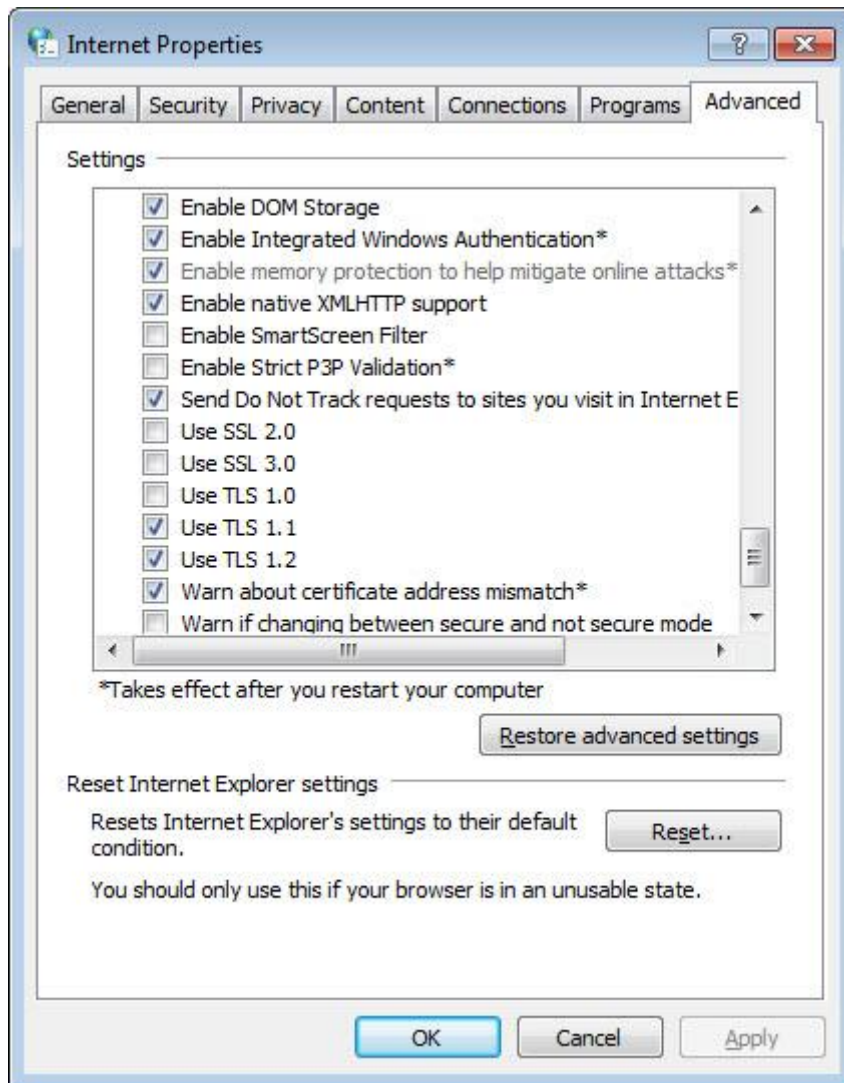 Internet Properties
General Security Privacy Content Connections Programs Advanced
Settings
Enable DOM Storage
Enable Integrated Windows Authentication*
Enable memory protection to help mitigate online attacks*
Enable native XMLHTTP support
Enable SmartScreen Filter
Enable Strict P3P Validation*
Send Do Not Track requests to sites you visit in Internet E
Use SSL 2.0
Use SSL 3.0
Use TLS 1.0
Use TLS 1.1
Use TLS 1.2
Warn about certificate address mismatch*
Warn if changing between secure and not secure mode
*Takes effect after you restart your computer
Restore advanced settings
Reset Internet Explorer settings
Resets Internet Explorer's settings to their default
condition.
Reset...
You should only use this if your browser is in an unusable state.
OK Cancel Apply